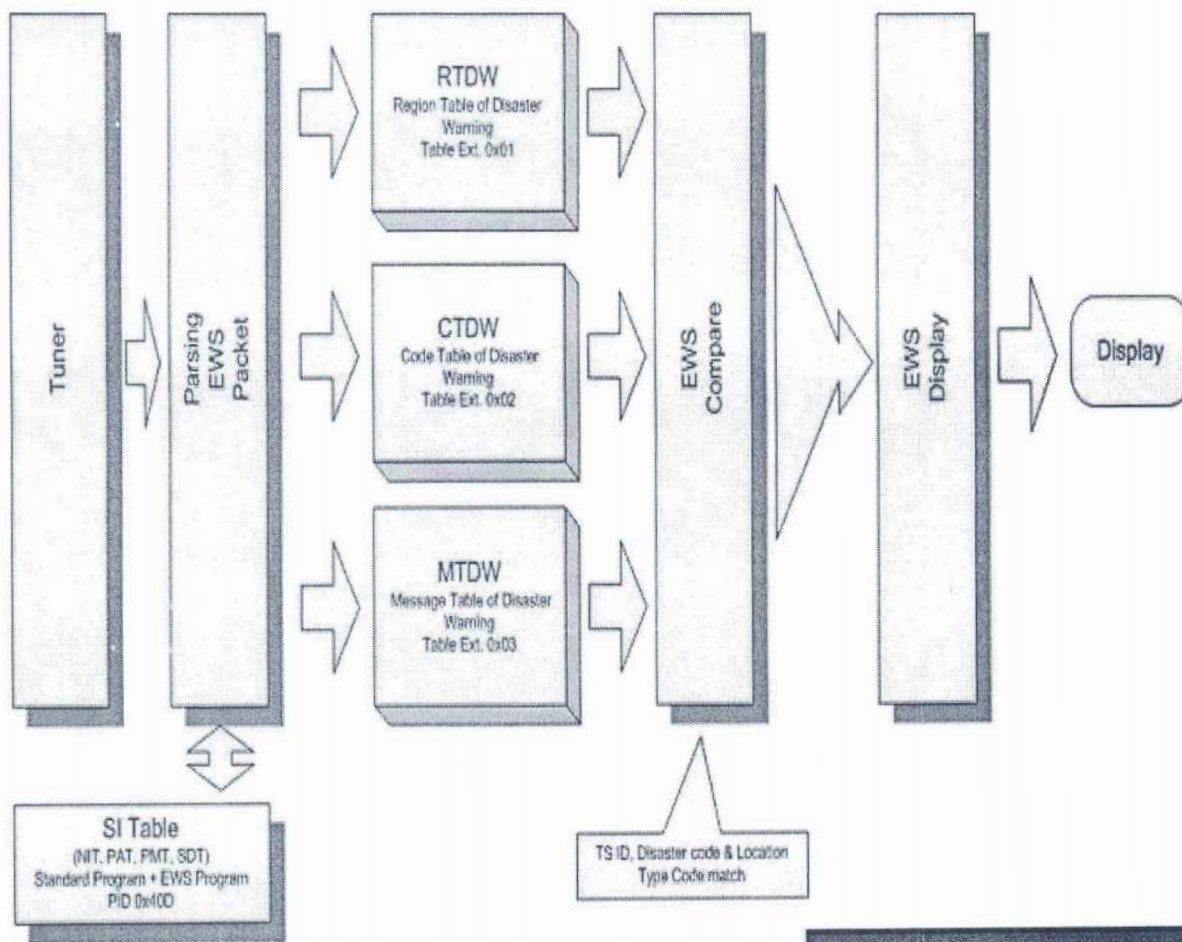 Tuner
Parsing
EWS
Packet
RTDW
Region Table of Disaster
Warning
Table Ext. 0x01
CTDW
Code Table of Disaster
Warning
Table Ext. 0x02
MTDW
Message Table of Disaster
Warning
Table Ext. 0x03
EWS
Compare
EWS
Display
Display
SI Table
(NIT, PAT, PMT, SDT)
Standard Program + EWS Program
PID 0x40D
TS ID, Disaster code & Location
Type Code match